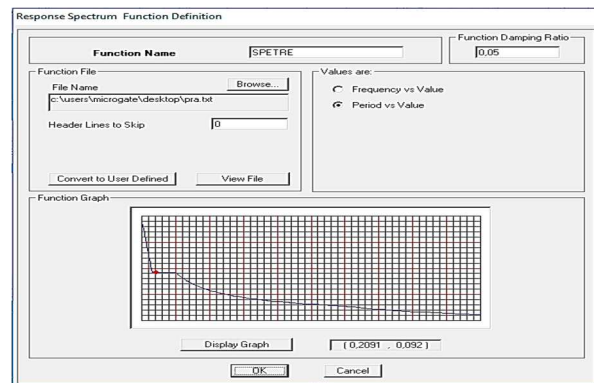 Response Spectrum Function Definition
Function Damping Ratio
Function Name SPETRE 0,05
Function File
File Name Browse...
c:\users\microgate\desktop\pra.txt
Header Lines to Skip 0
Convert to User Defined View File
Values are:
Frequency vs Value
Period vs Value
Function Graph
Display Graph (0,2091 , 0,092)
OK Cancel